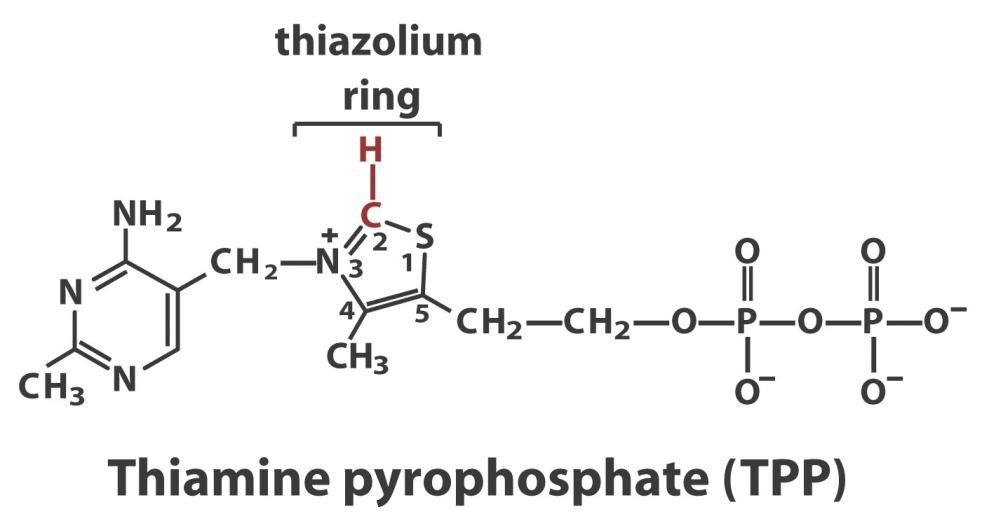 thiazolium
ring
H
NH2
C
+
2
S
CH2
N
3
1
N
4
5
O
O
CH2
CH2
O
P
O
P
O−
CH3
N
CH3
O−
O−
Thiamine pyrophosphate (TPP)